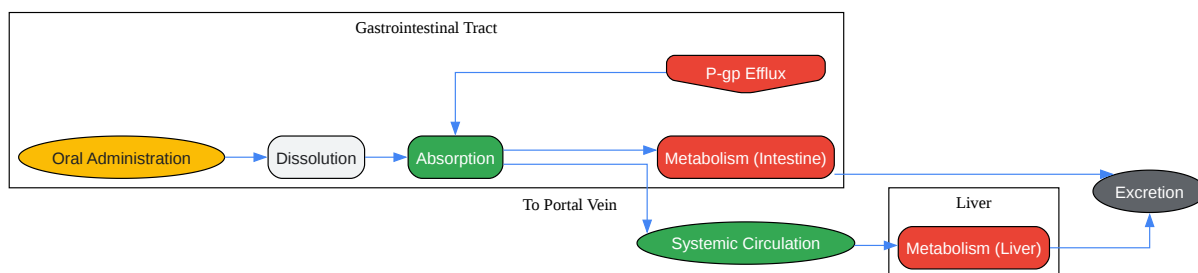 Gastrointestinal Tract
P-gp Efflux
Oral Administration
Dissolution
Absorption
Metabolism (Intestine)
Excretion
To Portal Vein
Liver
Systemic Circulation
Metabolism (Liver)